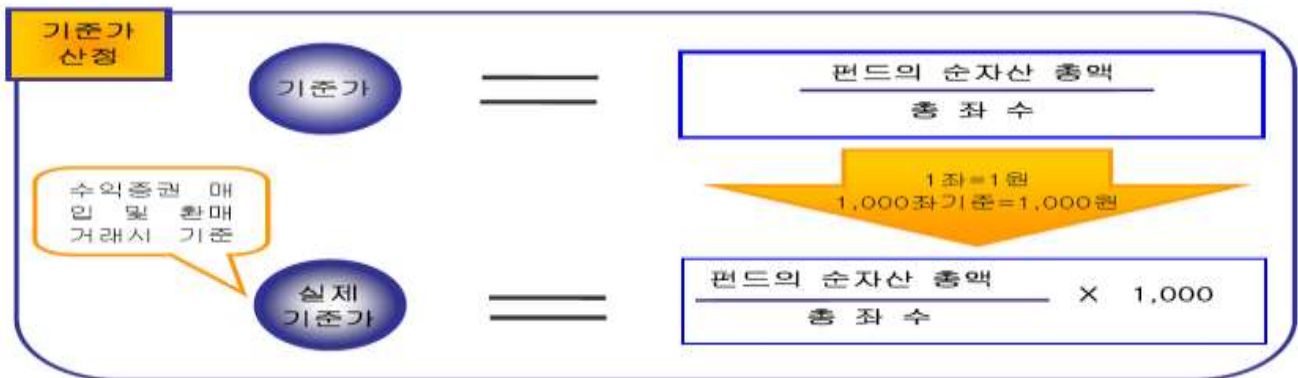 기준가
산정
기준가
펀드의 순자산 총액
총 좌 수
1좌=1원
1,000좌기준=1,000원
수익증권 매
입 및 환매
거래시 기준
실제
기준가
펀드의 순자산 총액
총 좌 수
× 1,000